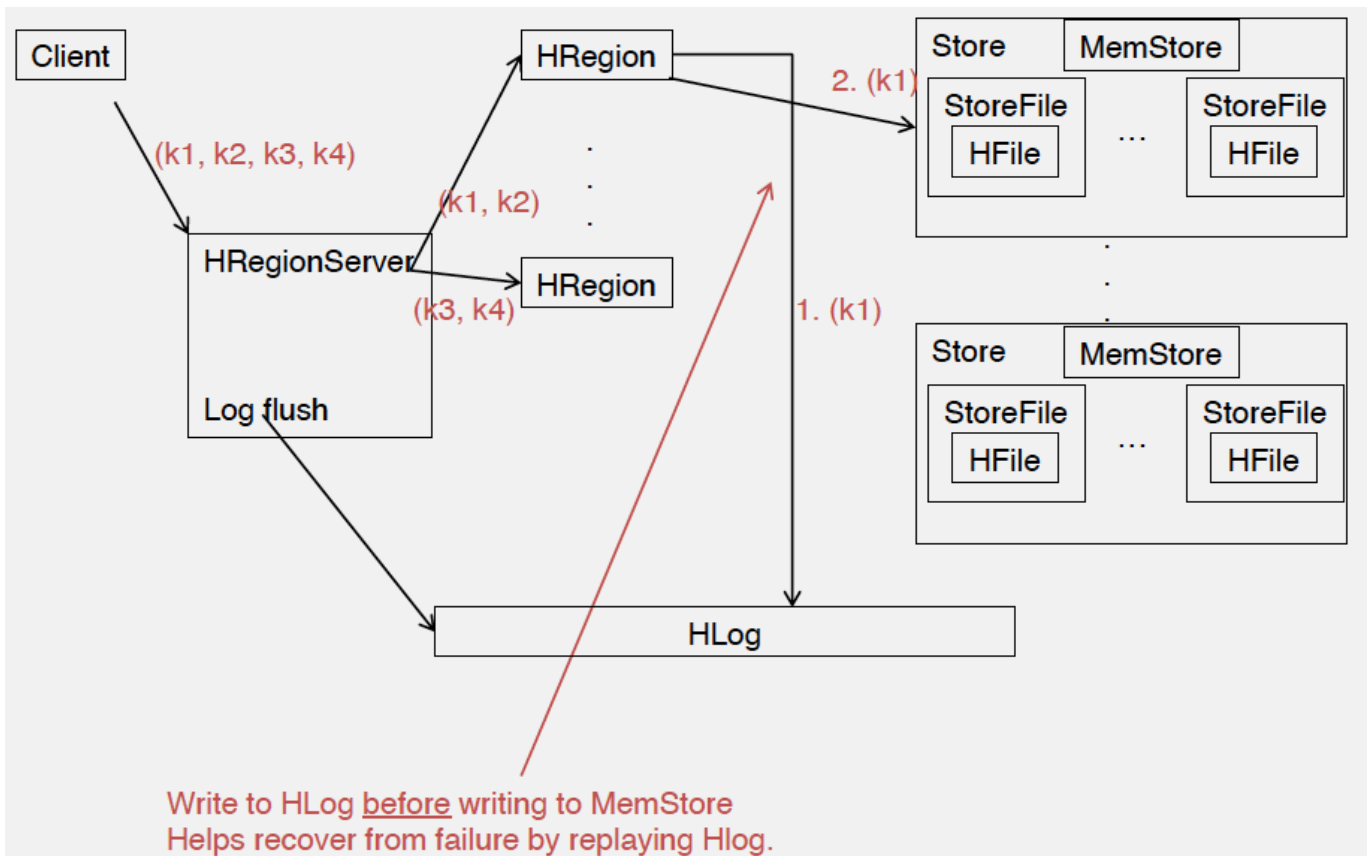 Client
HRegion
Store
MemStore
2. (k1)
StoreFile
...
StoreFile
HFile
HFile
(k1, k2, k3, k4)
.
.
.
(k1, k2)
HRegionServer
HRegion
(k3, k4)
1. (k1)
.
.
.
Store
MemStore
StoreFile
...
StoreFile
HFile
HFile
Log flush
HLog
Write to HLog before writing to MemStore
Helps recover from failure by replaying Hlog.